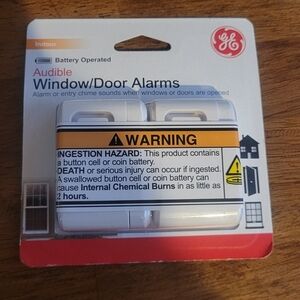 Indoor
Battery Operated
Audible
Window/Door Alarms
Alarm or entry chime sounds when windows or doors are opened
GE
WARNING
INGESTION HAZARD: This product contains
a button cell or coin battery.
DEATH or serious injury can occur if ingested.
A swallowed button cell or coin battery can
cause Internal Chemical Burns in as little as
2 hours.